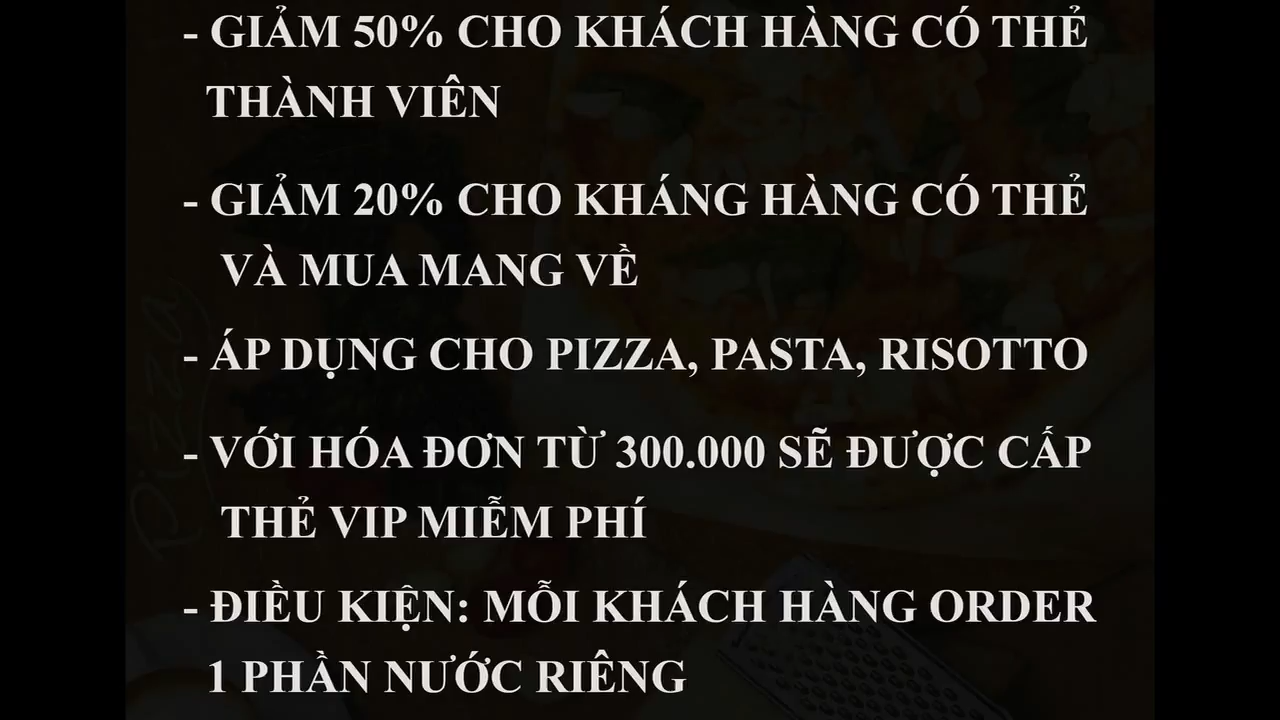 - GIẢM 50% CHO KHÁCH HÀNG CÓ THẺ
THÀNH VIÊN
- GIẢM 20% CHO KHÁNG HÀNG CÓ THẺ
VÀ MUA MANG VỀ
- ÁP DỤNG CHO PIZZA, PASTA, RISOTTO
- VỚI HÓA ĐƠN TỪ 300.000 SẼ ĐƯỢC CẤP
THẺ VIP MIỄM PHÍ
- ĐIỀU KIỆN: MỖI KHÁCH HÀNG ORDER
1 PHẦN NƯỚC RIÊNG
Pizza